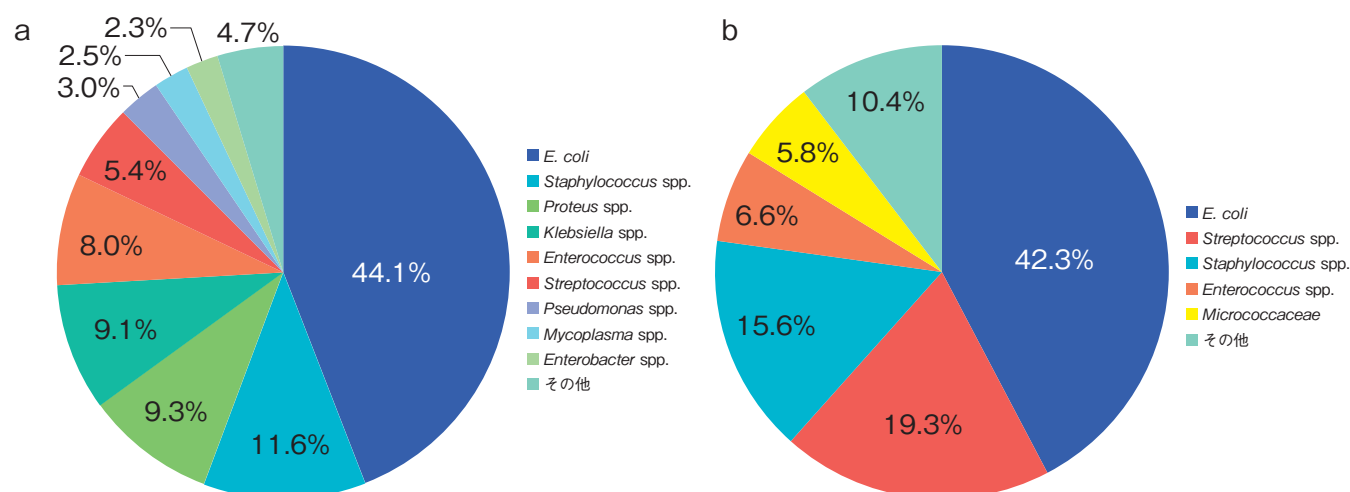 a
2.3%
4.7%
2.5%
3.0%
5.4%
8.0%
9.1%
9.3%
11.6%
44.1%
E. coli
Staphylococcus spp.
Proteus spp.
Klebsiella spp.
Enterococcus spp.
Streptococcus spp.
Pseudomonas spp.
Mycoplasma spp.
Enterobacter spp.
その他
b
10.4%
5.8%
6.6%
15.6%
19.3%
42.3%
E. coli
Streptococcus spp.
Staphylococcus spp.
Enterococcus spp.
Micrococcaceae
その他